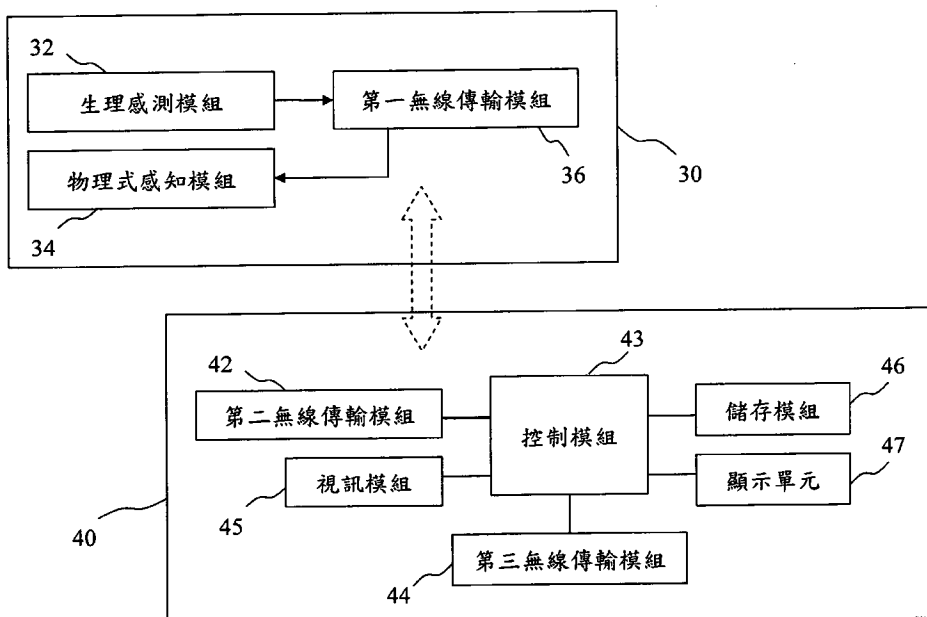 32
生理感測模組
第一無線傳輸模組
36
30
物理式感知模組
34
43
42
46
第二無線傳輸模組
儲存模組
控制模組
47
視訊模組
顯示單元
45
40
第三無線傳輸模組
44